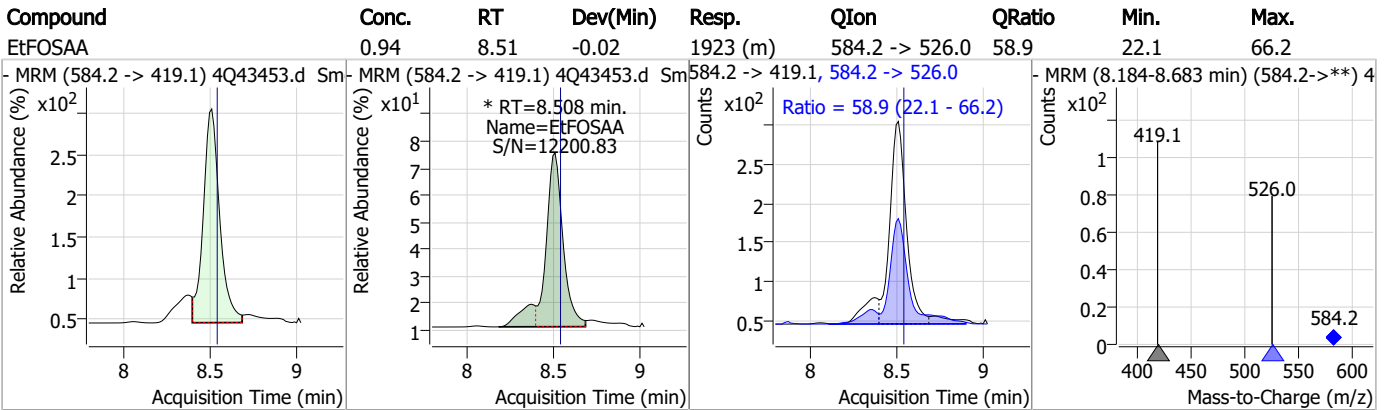 Compound Conc. RT Dev(Min) Resp. QIon QRatio Min. Max.
EtFOSAA 0.94 8.51 -0.02 1923 (m) 584.2 -> 526.0 58.9 22.1 66.2
- MRM (584.2 -> 419.1) 4Q43453.d Sm
x10²
Relative Abundance (%)
2.5
2
1.5
1
0.5
8 8.5 9
Acquisition Time (min)
- MRM (584.2 -> 419.1) 4Q43453.d Sm
x10¹
* RT=8.508 min.
Name=EtFOSAA
S/N=12200.83
Relative Abundance (%)
8
7
6
5
4
3
2
1
8 8.5 9
Acquisition Time (min)
584.2 -> 419.1, 584.2 -> 526.0
x10²
Ratio = 58.9 (22.1 - 66.2)
Counts
2.5
2
1.5
1
0.5
8 8.5 9
Acquisition Time (min)
- MRM (8.184-8.683 min) (584.2->**) 4
x10²
Counts
419.1
526.0
584.2
1
0.8
0.6
0.4
0.2
0
400 450 500 550 600
Mass-to-Charge (m/z)